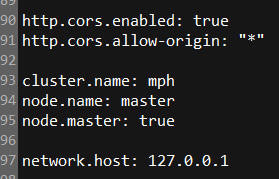 90 http.cors.enabled: true
91 http.cors.allow-origin: "*"
92
93 cluster.name: mph
94 node.name: master
95 node.master: true
96
97 network.host: 127.0.0.1